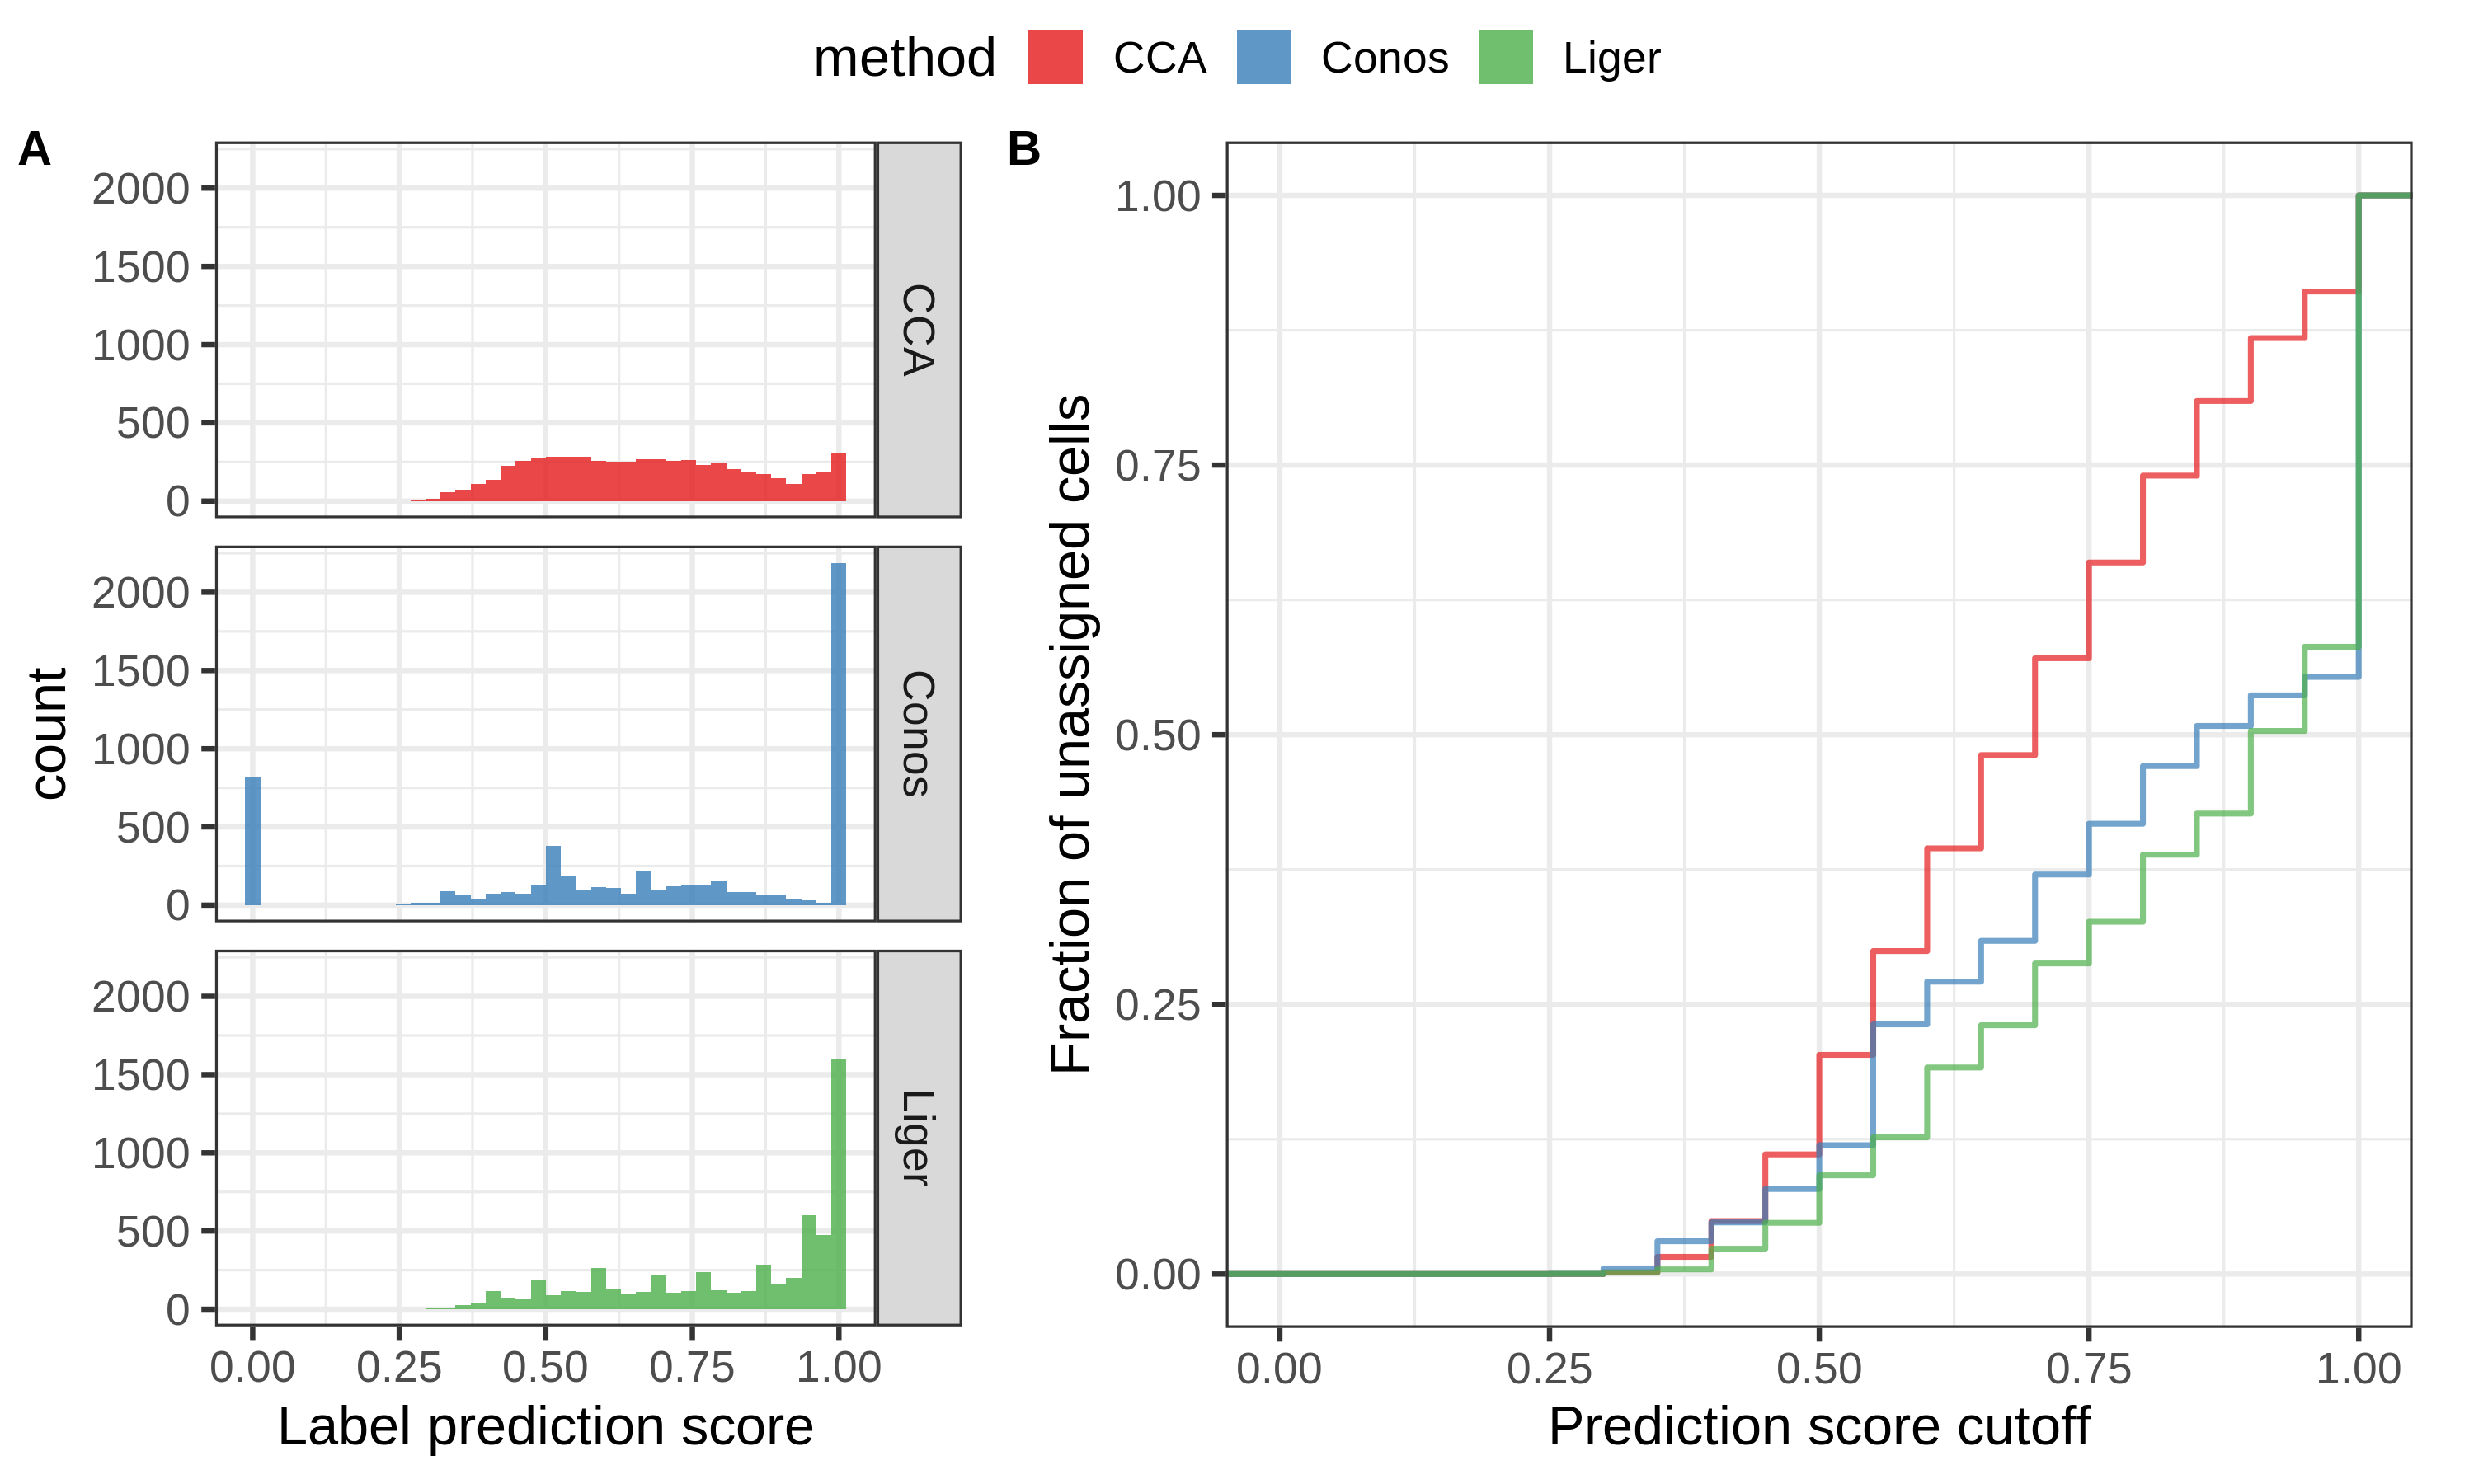 method CCA Conos Liger
A
B
2000
1500
1000
500
0
CCA
2000
1500
1000
500
0
Conos
2000
1500
1000
500
0
Liger
count
0.00 0.25 0.50 0.75 1.00
Label prediction score
1.00
0.75
0.50
0.25
0.00
Fraction of unassigned cells
0.00 0.25 0.50 0.75 1.00
Prediction score cutoff